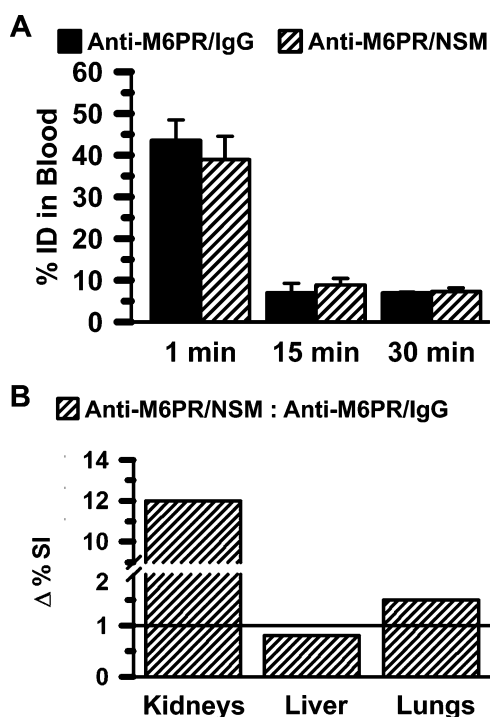 A
Anti-M6PR/IgG Anti-M6PR/NSM
60
50
40
30
20
10
0
% ID in Blood
1 min 15 min 30 min
B
Anti-M6PR/NSM : Anti-M6PR/IgG
14
12
10
2
1
0
Δ % SI
Kidneys Liver Lungs